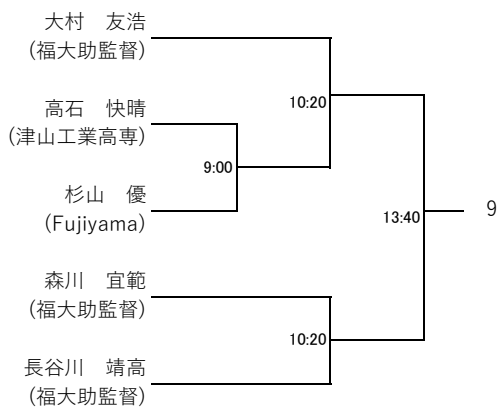 大村　友浩
(福大助監督)
10:20
高石　快晴
(津山工業高専)
9:00
杉山　優
(Fujiyama)
13:40
9
森川　宜範
(福大助監督)
10:20
長谷川　靖高
(福大助監督)